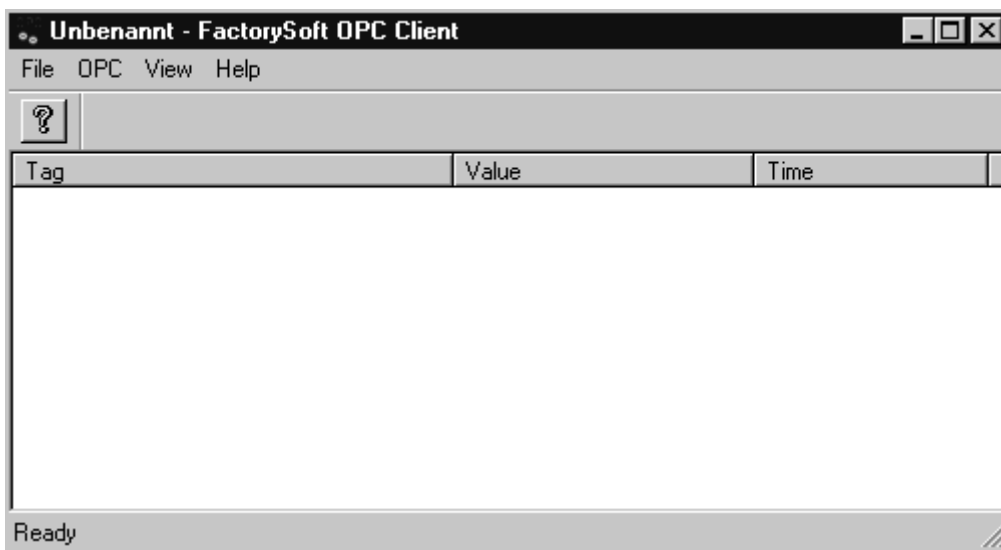 Unbenannt - FactorySoft OPC Client
File OPC View Help
?
Tag Value Time
Ready